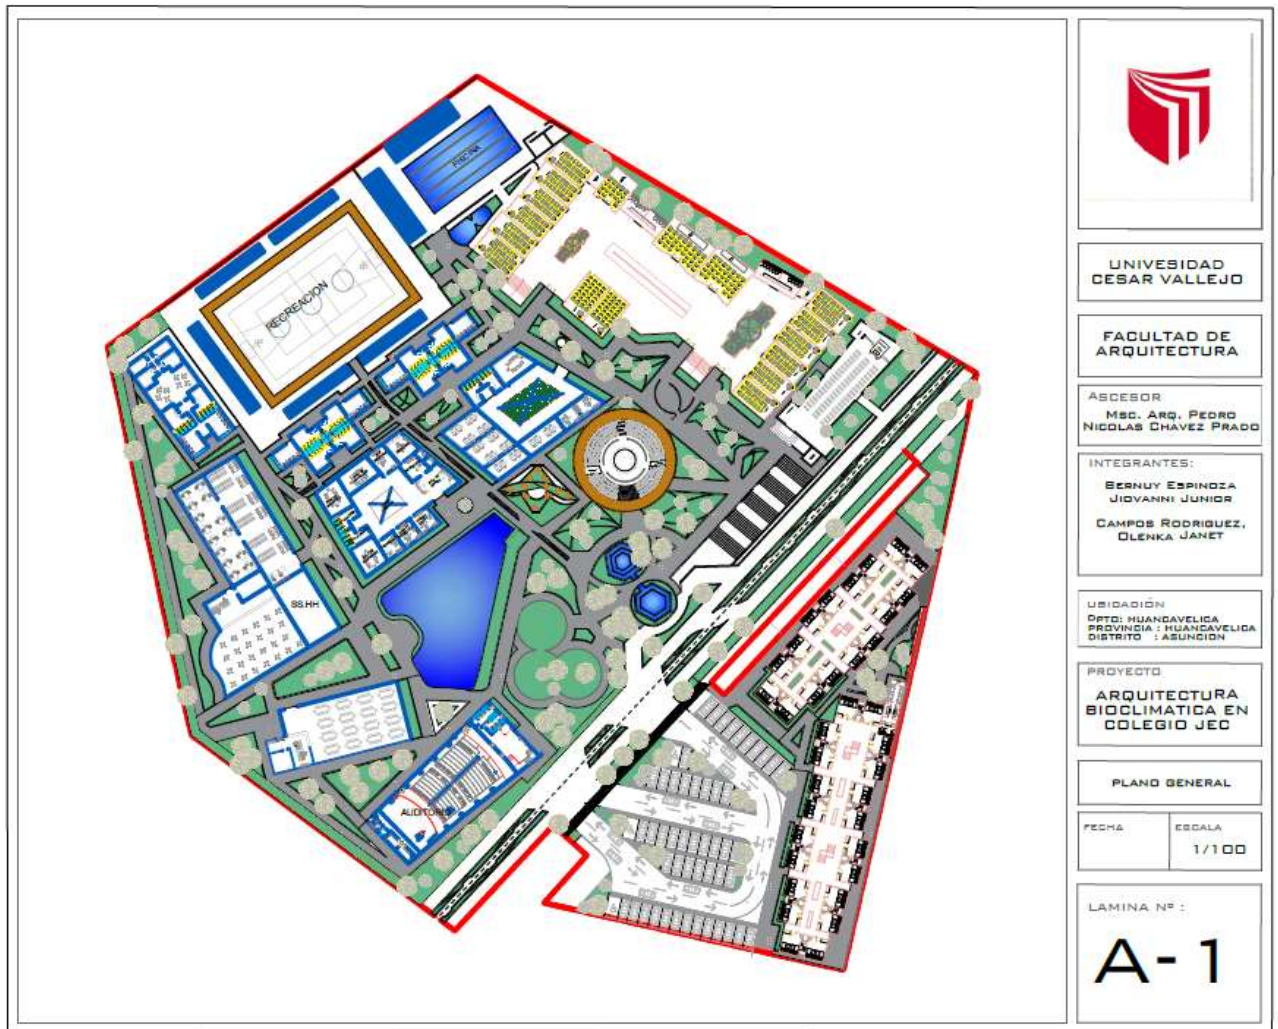 PISCINA
RECREACION
SS.HH
AUDITORIO
UNIVESIDAD
CESAR VALLEJO
FACULTAD DE
ARQUITECTURA
ASCESOR
MSC. ARQ. PEDRO
NICOLAS CHAVEZ PRADO
INTEGRANTES:
BERNUY ESPINOZA
JIOVANNI JUNIOR
CAMPOS RODRIGUEZ,
OLENKA JANET
UBICACIÓN
DPTO: HUANCAVELICA
PROVINCIA : HUANCAVELICA
DISTRITO : ASUNCION
PROYECTO
ARQUITECTURA
BIOCLIMATICA EN
COLEGIO JEC
PLANO GENERAL
FECHA
ESCALA
1/100
LAMINA Nº :
A-1